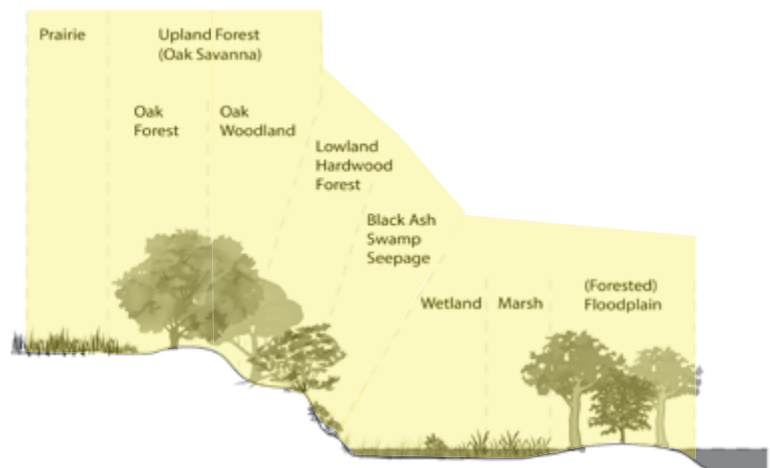 Prairie
Upland Forest
(Oak Savanna)
Oak
Forest
Oak
Woodland
Lowland
Hardwood
Forest
Black Ash
Swamp
Seepage
Wetland
Marsh
(Forested)
Floodplain